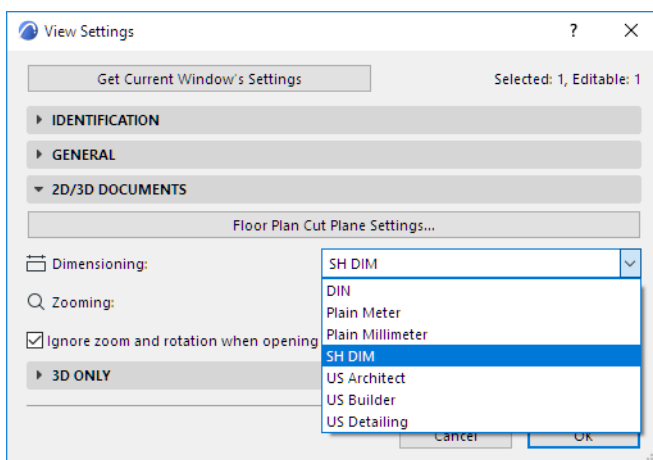 View Settings
?
Get Current Window's Settings
Selected: 1, Editable: 1
IDENTIFICATION
GENERAL
2D/3D DOCUMENTS
Floor Plan Cut Plane Settings...
Dimensioning:
SH DIM
Zooming:
DIN
Plain Meter
Plain Millimeter
Ignore zoom and rotation when opening
SH DIM
3D ONLY
US Architect
US Builder
US Detailing
Cancel
OK